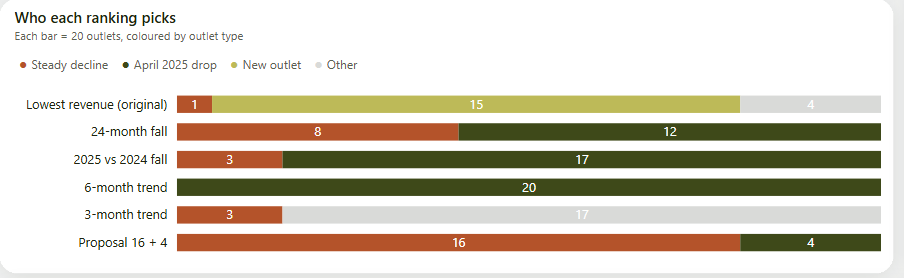 Who each ranking picks
Each bar = 20 outlets, coloured by outlet type
Steady decline April 2025 drop New outlet Other
Lowest revenue (original) 1 15 4
24-month fall 8 12
2025 vs 2024 fall 3 17
6-month trend 20
3-month trend 3 17
Proposal 16 + 4 16 4